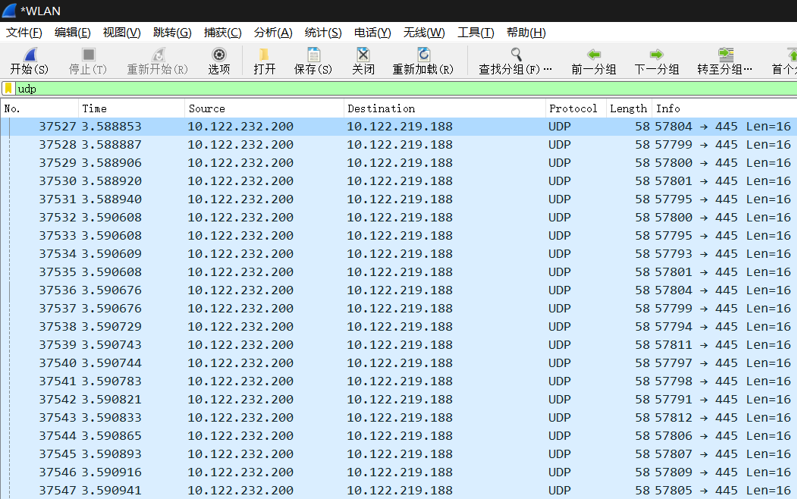 *WLAN
文件(F) 编辑(E) 视图(V) 跳转(G) 捕获(C) 分析(A) 统计(S) 电话(Y) 无线(W) 工具(T) 帮助(H)
开始(S) 停止(T) 重新开始(R) 选项 打开 保存(S) 关闭 重新加载(R) 查找分组(F)… 前一分组 下一分组 转至分组… 首个分
udp
No. Time Source Destination Protocol Length Info
37527 3.588853 10.122.232.200 10.122.219.188 UDP 58 57804 → 445 Len=16
37528 3.588887 10.122.232.200 10.122.219.188 UDP 58 57799 → 445 Len=16
37529 3.588906 10.122.232.200 10.122.219.188 UDP 58 57800 → 445 Len=16
37530 3.588920 10.122.232.200 10.122.219.188 UDP 58 57801 → 445 Len=16
37531 3.588940 10.122.232.200 10.122.219.188 UDP 58 57795 → 445 Len=16
37532 3.590608 10.122.232.200 10.122.219.188 UDP 58 57800 → 445 Len=16
37533 3.590608 10.122.232.200 10.122.219.188 UDP 58 57795 → 445 Len=16
37534 3.590609 10.122.232.200 10.122.219.188 UDP 58 57793 → 445 Len=16
37535 3.590608 10.122.232.200 10.122.219.188 UDP 58 57801 → 445 Len=16
37536 3.590676 10.122.232.200 10.122.219.188 UDP 58 57804 → 445 Len=16
37537 3.590676 10.122.232.200 10.122.219.188 UDP 58 57799 → 445 Len=16
37538 3.590729 10.122.232.200 10.122.219.188 UDP 58 57794 → 445 Len=16
37539 3.590743 10.122.232.200 10.122.219.188 UDP 58 57811 → 445 Len=16
37540 3.590744 10.122.232.200 10.122.219.188 UDP 58 57797 → 445 Len=16
37541 3.590783 10.122.232.200 10.122.219.188 UDP 58 57798 → 445 Len=16
37542 3.590821 10.122.232.200 10.122.219.188 UDP 58 57791 → 445 Len=16
37543 3.590833 10.122.232.200 10.122.219.188 UDP 58 57812 → 445 Len=16
37544 3.590865 10.122.232.200 10.122.219.188 UDP 58 57806 → 445 Len=16
37545 3.590893 10.122.232.200 10.122.219.188 UDP 58 57807 → 445 Len=16
37546 3.590916 10.122.232.200 10.122.219.188 UDP 58 57809 → 445 Len=16
37547 3.590941 10.122.232.200 10.122.219.188 UDP 58 57805 → 445 Len=16